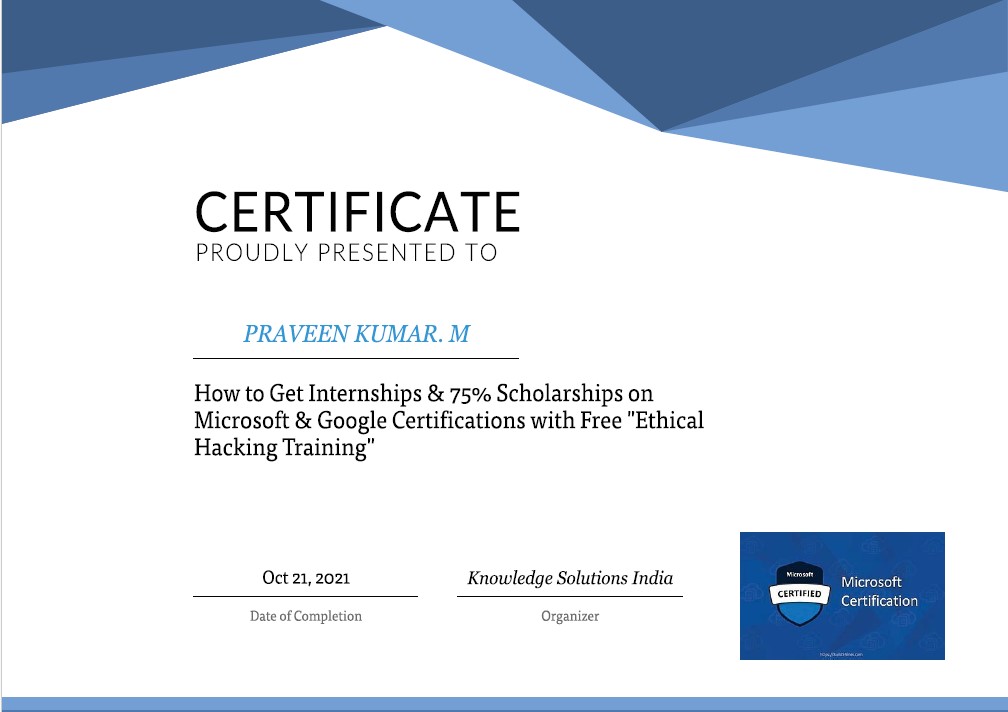 CERTIFICATE
PROUDLY PRESENTED TO
PRAVEEN KUMAR. M
How to Get Internships & 75% Scholarships on
Microsoft & Google Certifications with Free "Ethical
Hacking Training"
Oct 21, 2021
Knowledge Solutions India
Date of Completion
Organizer
Microsoft
CERTIFIED
Microsoft
Certification